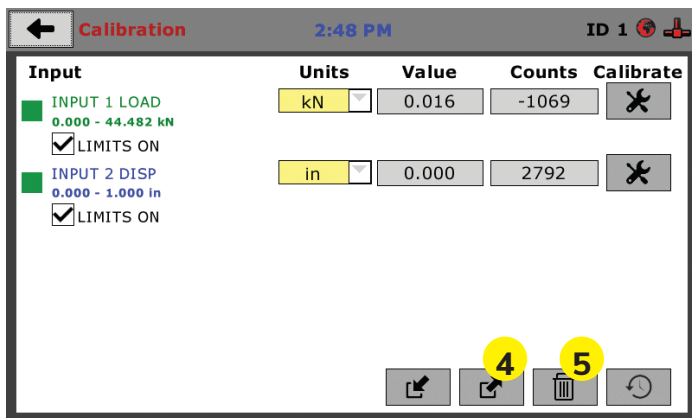 Calibration 2:48 PM ID 1
Input Units Value Counts Calibrate
INPUT 1 LOAD kN 0.016 -1069
0.000 - 44.482 kN
LIMITS ON
INPUT 2 DISP in 0.000 2792
0.000 - 1.000 in
LIMITS ON
4 5